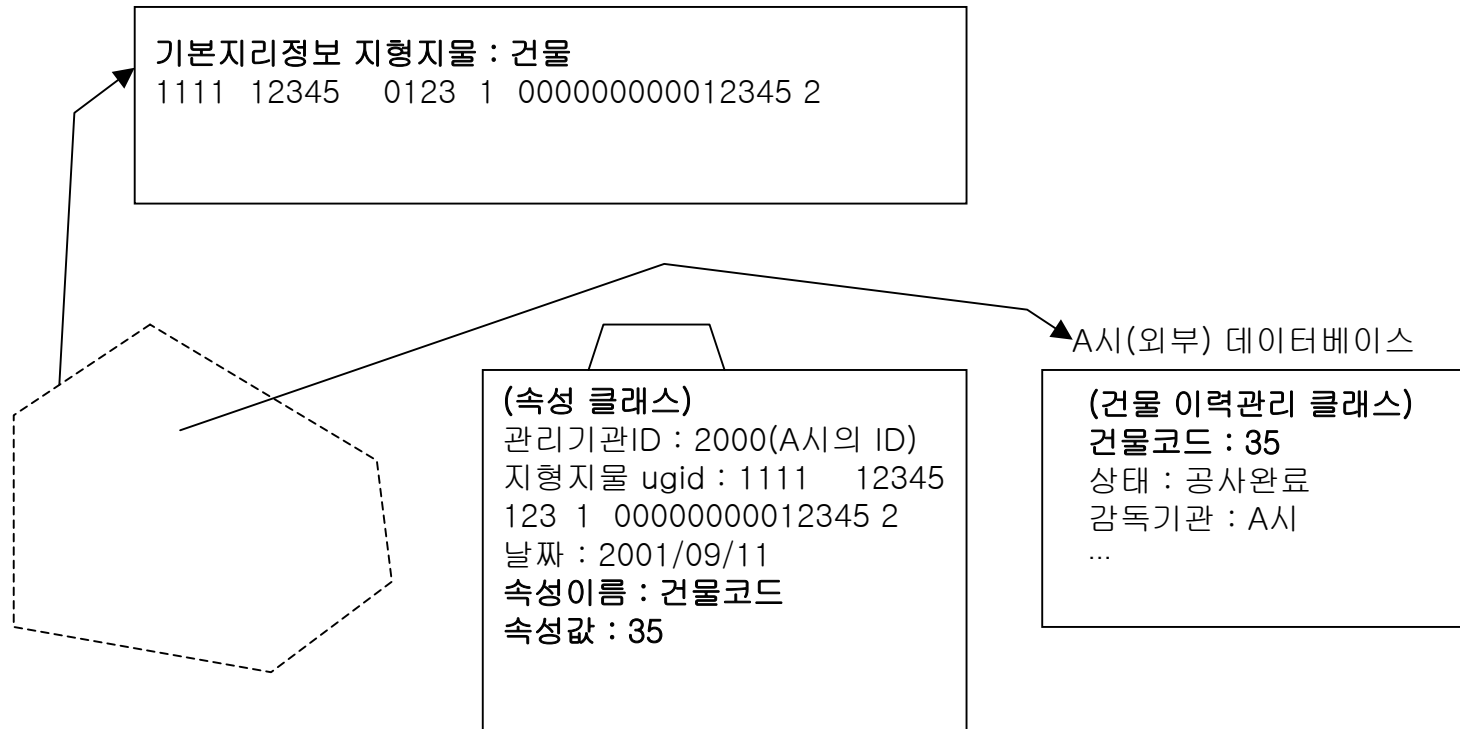 기본지리정보 지형지물 : 건물
1111 12345 0123 1 000000000012345 2
A시(외부) 데이터베이스
(속성 클래스)
관리기관ID : 2000(A시의 ID)
지형지물 ugid : 1111 12345
123 1 00000000012345 2
날짜 : 2001/09/11
속성이름 : 건물코드
속성값 : 35
(건물 이력관리 클래스)
건물코드 : 35
상태 : 공사완료
감독기관 : A시
...